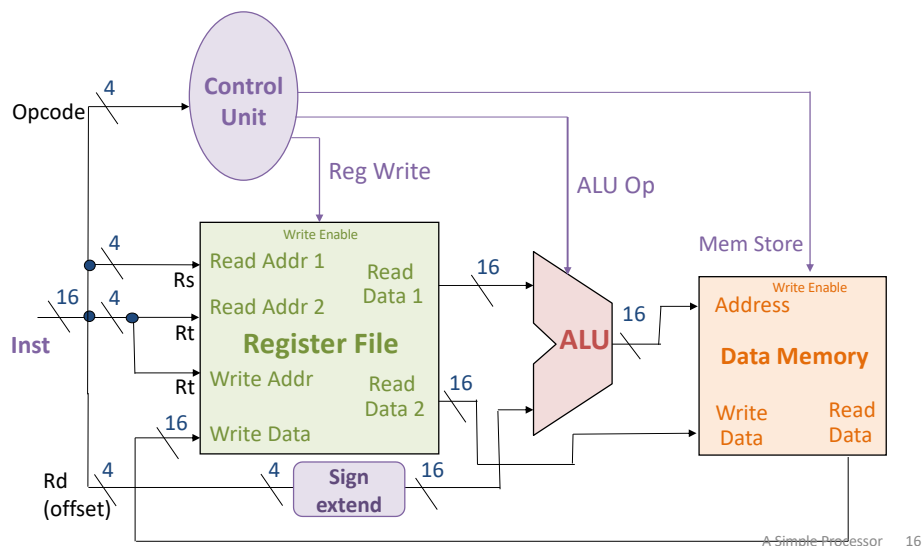 Control
Unit
4
Opcode
Reg Write
ALU Op
Mem Store
Write Enable
4
Rs
Read Addr 1
Read
Data 1
16
16
4
Rt
Read Addr 2
Inst
Register File
Rt
Write Addr
Read
Data 2
16
16
Write Data
ALU
16
Write Enable
Address
Data Memory
Write
Data
Read
Data
Rd
(offset)
4
4
Sign
extend
16
A Simple Processor 16